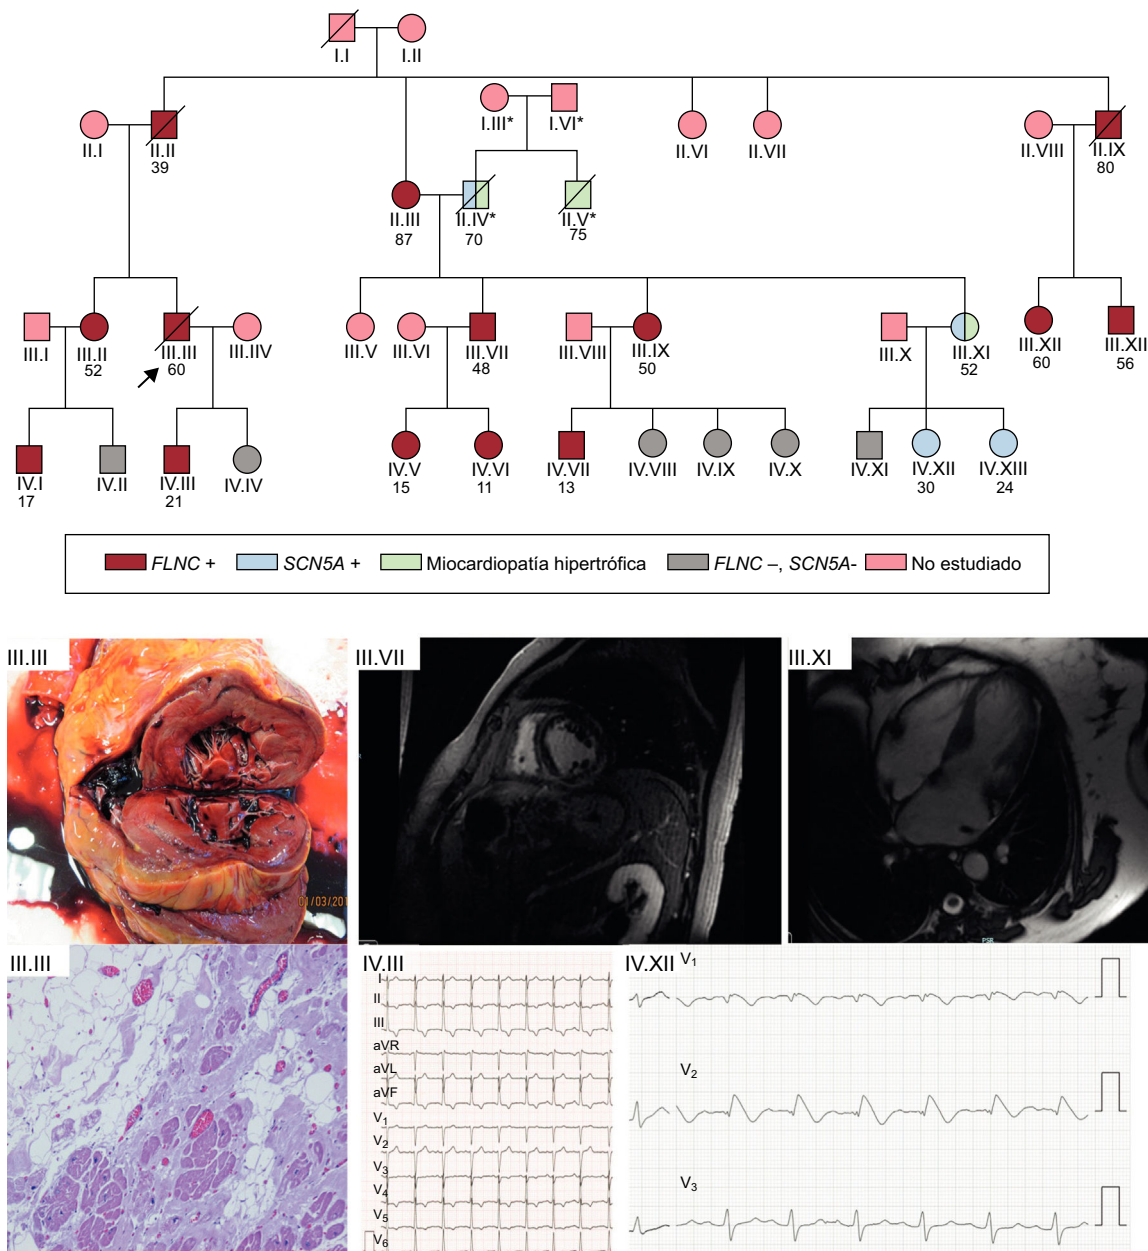 I.I
I.II
I.III*
I.VI*
II.I
II.II
39
II.III
87
II.IV*
70
II.V*
75
II.VI
II.VII
II.VIII
II.IX
80
III.I
III.II
52
III.III
60
III.IIV
III.V
III.VI
III.VII
48
III.VIII
III.IX
50
III.X
III.XI
52
III.XII
60
III.XII
56
IV.I
17
IV.II
IV.III
21
IV.IV
IV.V
15
IV.VI
11
IV.VII
13
IV.VIII
IV.IX
IV.X
IV.XI
IV.XII
30
IV.XIII
24
FLNC +
SCN5A +
Miocardiopatía hipertrófica
FLNC –, SCN5A-
No estudiado
III.III
III.VII
III.XI
01/03/201
PSR
III.III
IV.III
I
II
III
aVR
aVL
aVF
V1
V2
V3
V4
V5
V6
IV.XII
V1
V2
V3